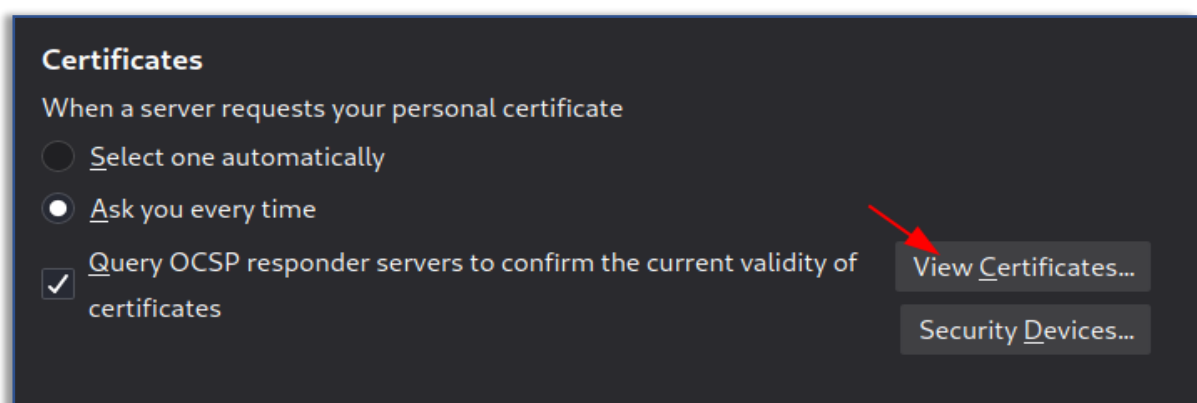 Certificates
When a server requests your personal certificate
Select one automatically
Ask you every time
Query OCSP responder servers to confirm the current validity of
certificates
View Certificates...
Security Devices...